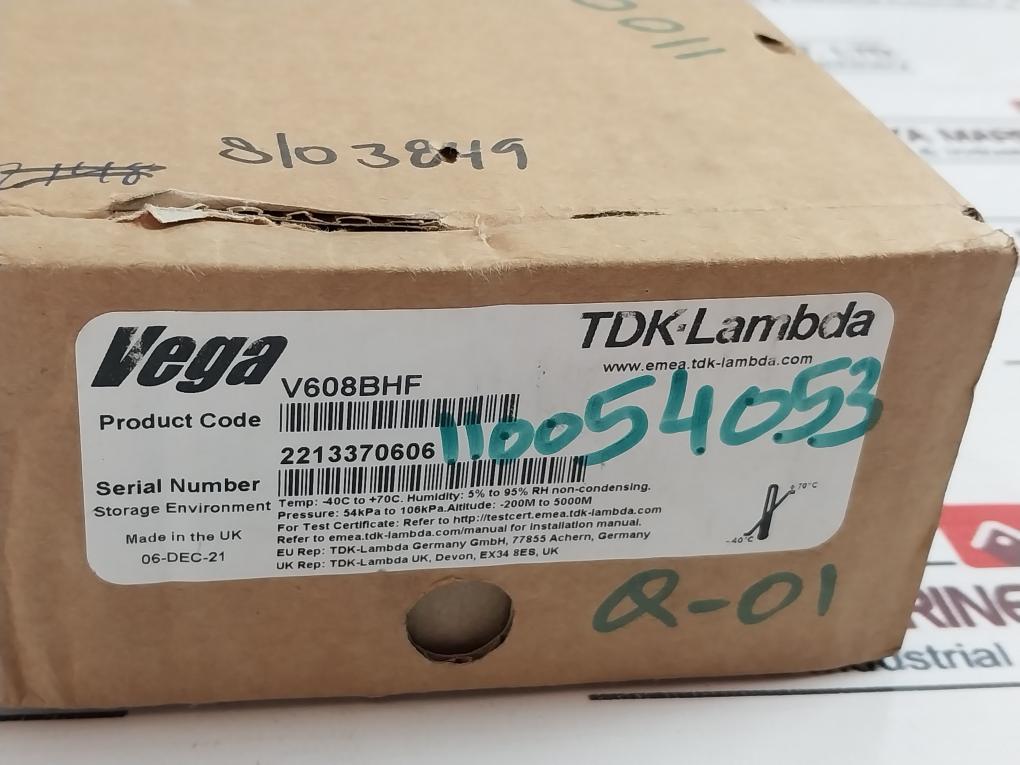 0011
8/03849
Vega
TDK-Lambda
www.emea.tdk-lambda.com
V608BHF
Product Code
2213370606
110054053
Serial Number
Storage Environment
Temp: -40C to +70C. Humidity: 5% to 95% RH non-condensing.
Pressure: 54kPa to 106kPa.Altitude: -200M to 5000M
For Test Certificate: Refer to http://testcert.emea.tdk-lambda.com
Refer to emea.tdk-lambda.com/manual for installation manual.
EU Rep: TDK-Lambda Germany GmbH, 77855 Achern, Germany
UK Rep: TDK-Lambda UK, Devon, EX34 8ES, UK
Made in the UK
06-DEC-21
+70°C
-40°C
Q-01